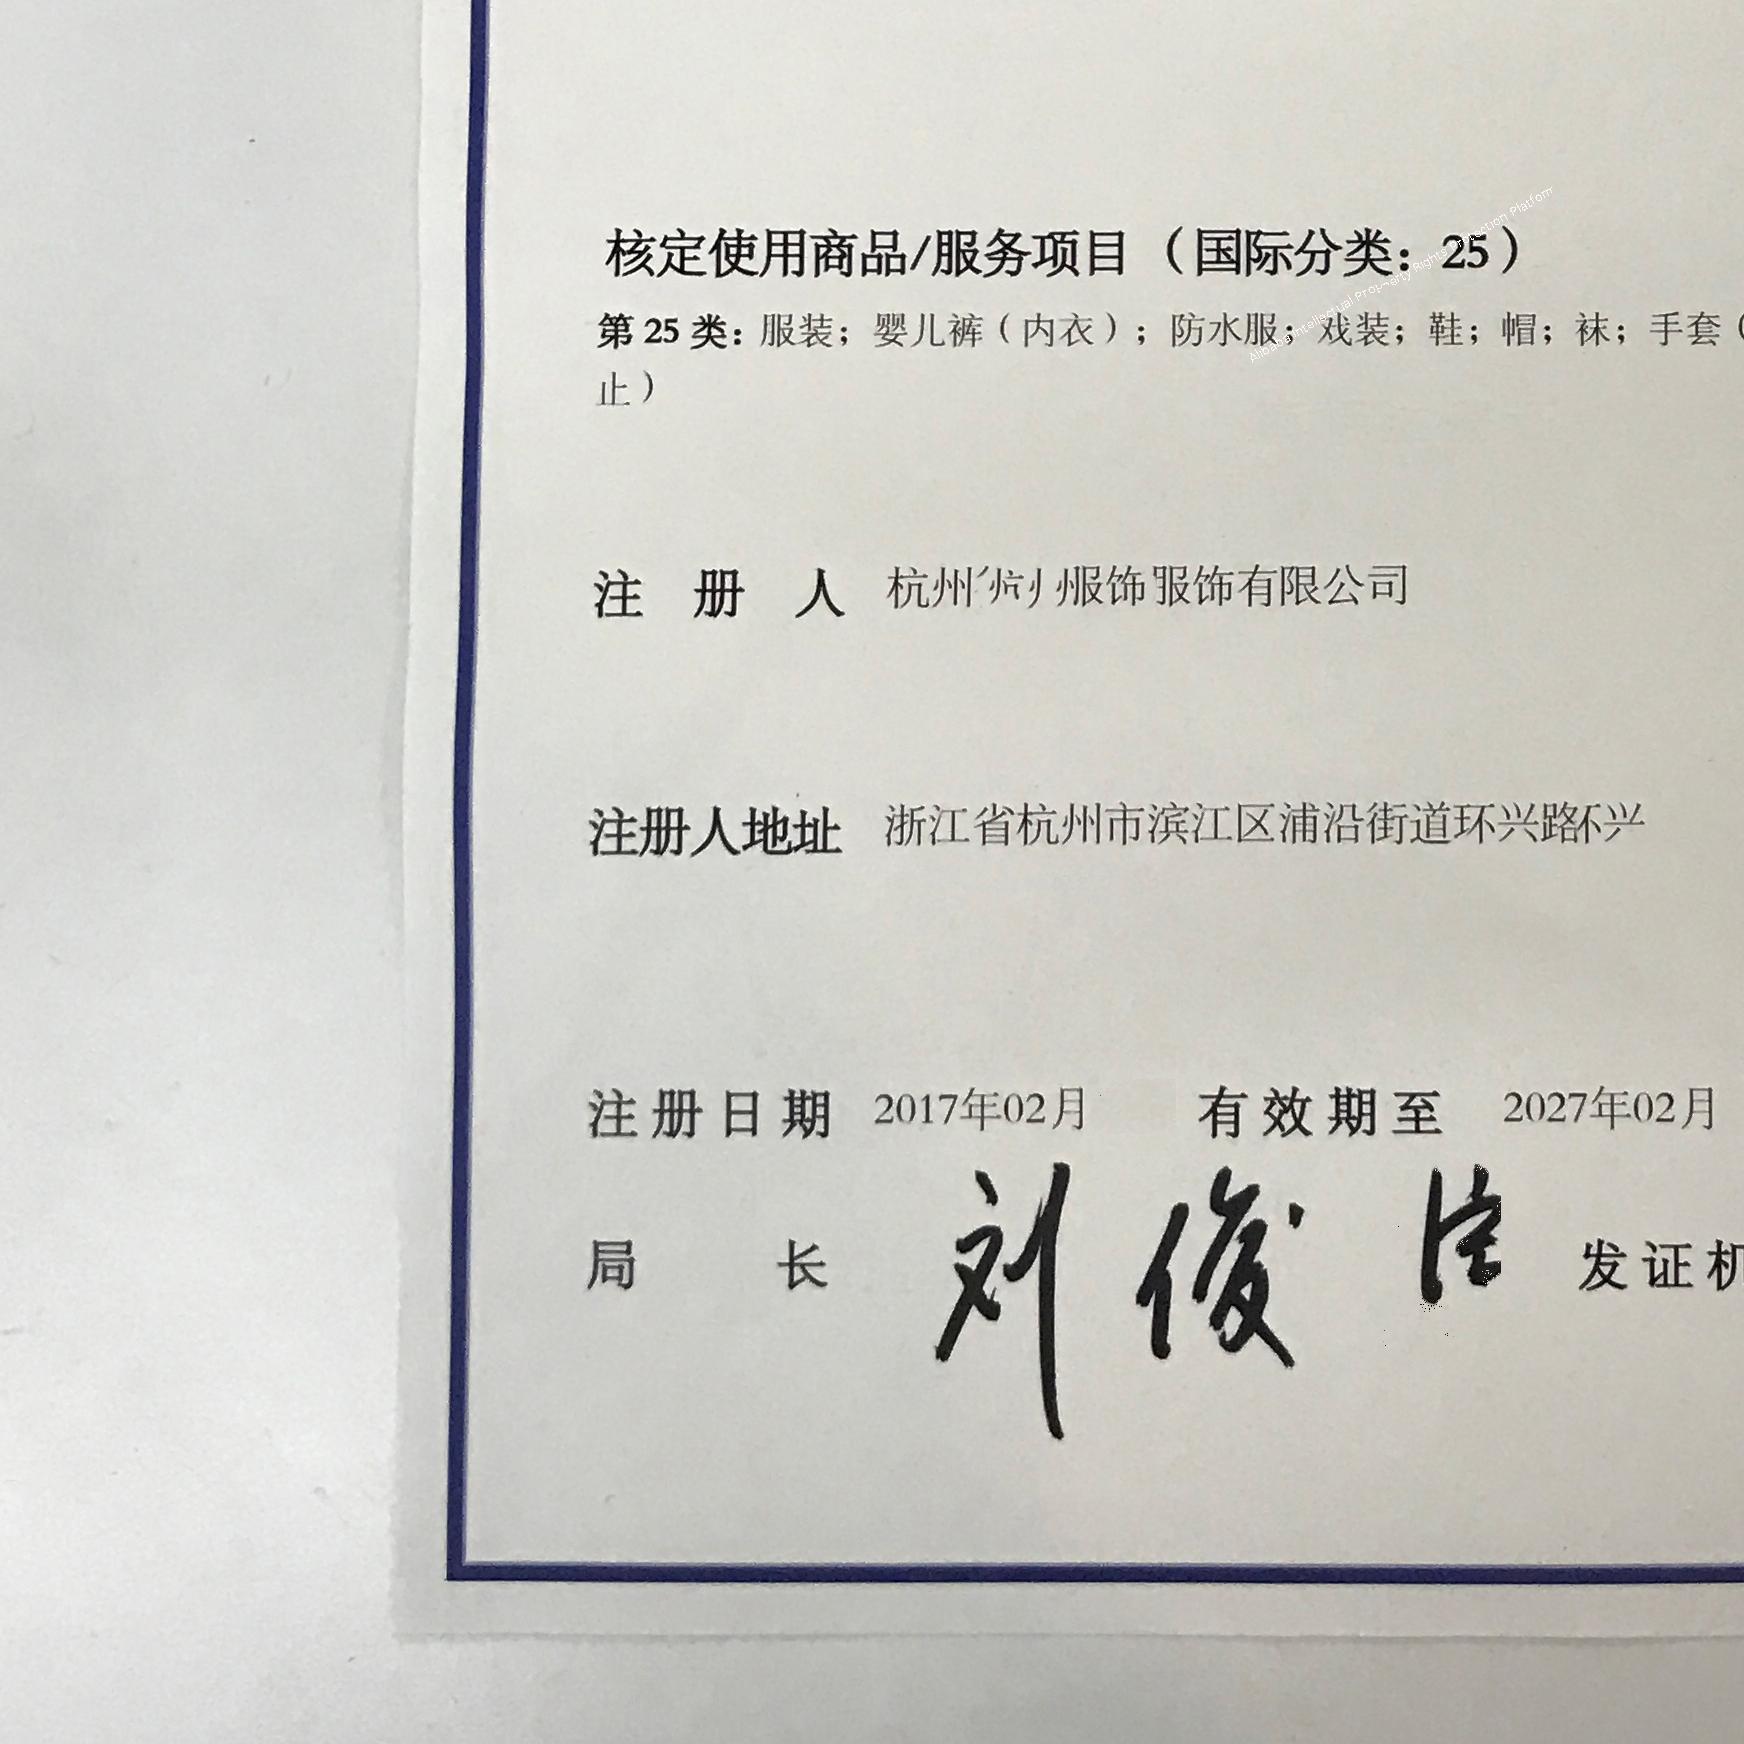 核定使用商品/服务项目（国际分类：25）
第 25 类：服装；婴儿裤（内衣）；防水服；戏装；鞋；帽；袜；手套（
止）
注册人 杭州 州服饰 服饰有限公司
注册人地址 浙江省杭州市滨江区浦沿街道环兴路
注册日期 2017年02月 有效期至 2027年02月
局长 刘俊 发证机
Alibaba Intellectual Property Rights Protection Platform